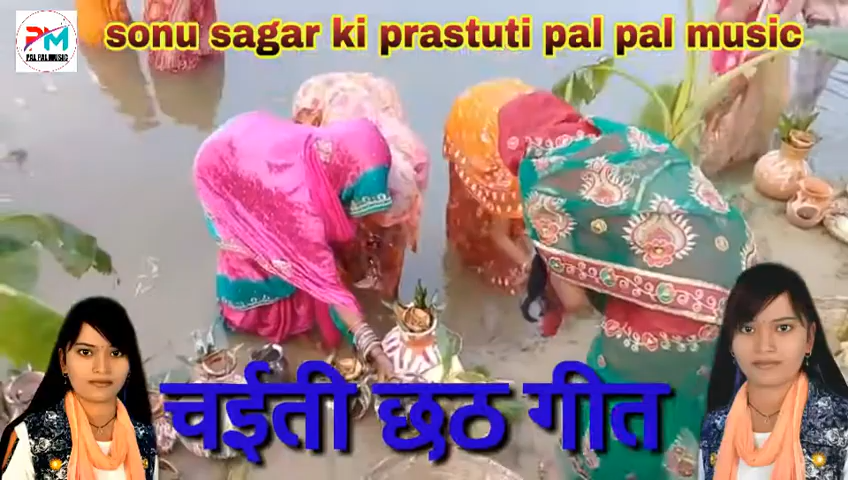 PM
PAL PAL MUSIC
sonu sagar ki prastuti pal pal music
चईती छठ गीत